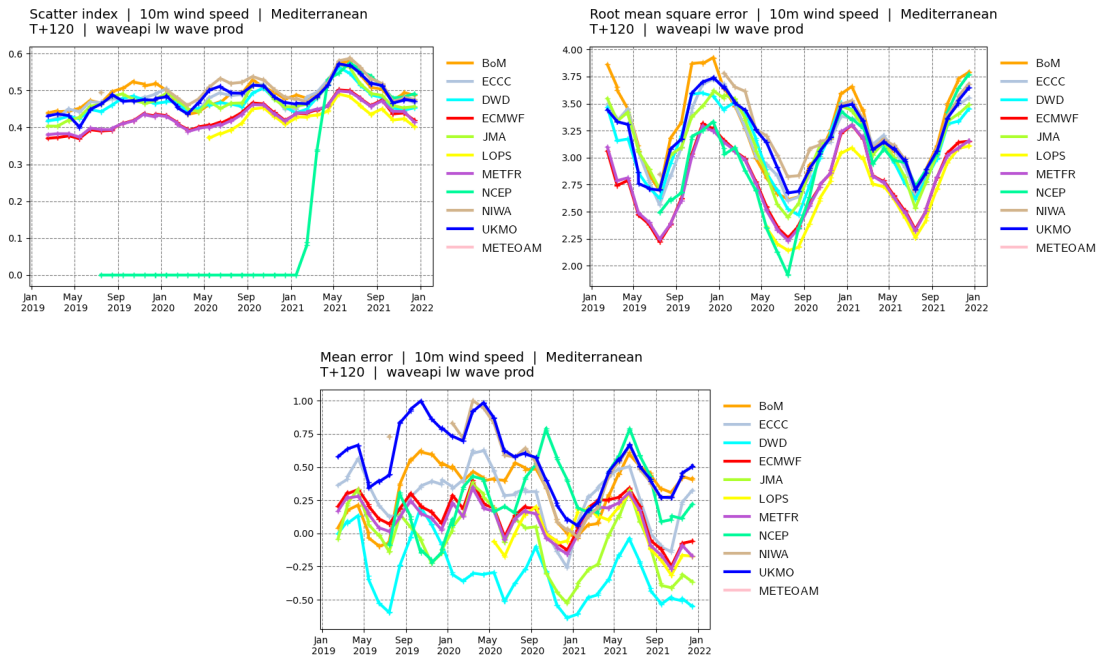 Scatter index | 10m wind speed | Mediterranean
T+120 | waveapi lw wave prod
0.6
0.5
0.4
0.3
0.2
0.1
0.0
Jan 2019
May 2019
Sep 2019
Jan 2020
May 2020
Sep 2020
Jan 2021
May 2021
Sep 2021
Jan 2022
BoM
ECCC
DWD
ECMWF
JMA
LOPS
METFR
NCEP
NIWA
UKMO
METEOAM
Root mean square error | 10m wind speed | Mediterranean
T+120 | waveapi lw wave prod
4.00
3.75
3.50
3.25
3.00
2.75
2.50
2.25
2.00
Jan 2019
May 2019
Sep 2019
Jan 2020
May 2020
Sep 2020
Jan 2021
May 2021
Sep 2021
Jan 2022
BoM
ECCC
DWD
ECMWF
JMA
LOPS
METFR
NCEP
NIWA
UKMO
METEOAM
Mean error | 10m wind speed | Mediterranean
T+120 | waveapi lw wave prod
1.00
0.75
0.50
0.25
0.00
−0.25
−0.50
Jan 2019
May 2019
Sep 2019
Jan 2020
May 2020
Sep 2020
Jan 2021
May 2021
Sep 2021
Jan 2022
BoM
ECCC
DWD
ECMWF
JMA
LOPS
METFR
NCEP
NIWA
UKMO
METEOAM